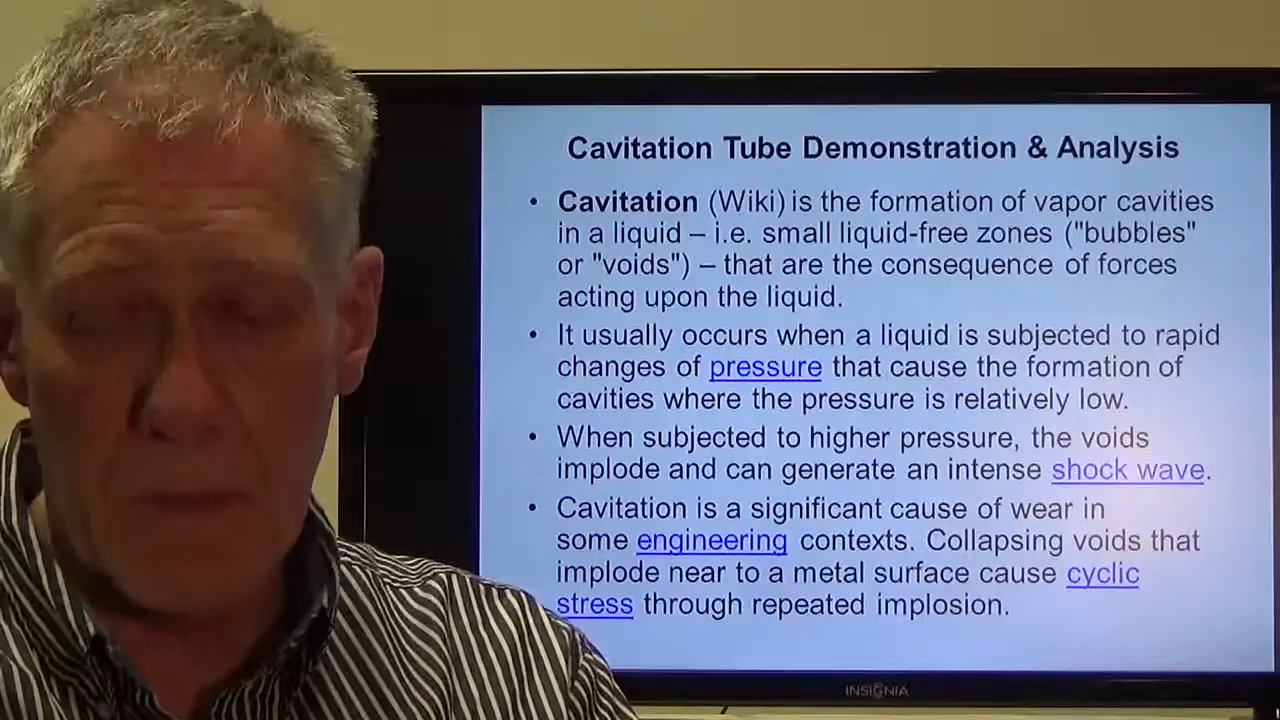 Cavitation Tube Demonstration & Analysis
• Cavitation (Wiki) is the formation of vapor cavities
in a liquid – i.e. small liquid-free zones ("bubbles"
or "voids") – that are the consequence of forces
acting upon the liquid.
• It usually occurs when a liquid is subjected to rapid
changes of pressure that cause the formation of
cavities where the pressure is relatively low.
• When subjected to higher pressure, the voids
implode and can generate an intense shock wave.
• Cavitation is a significant cause of wear in
some engineering contexts. Collapsing voids that
implode near to a metal surface cause cyclic
stress through repeated implosion.
INSIGNIA